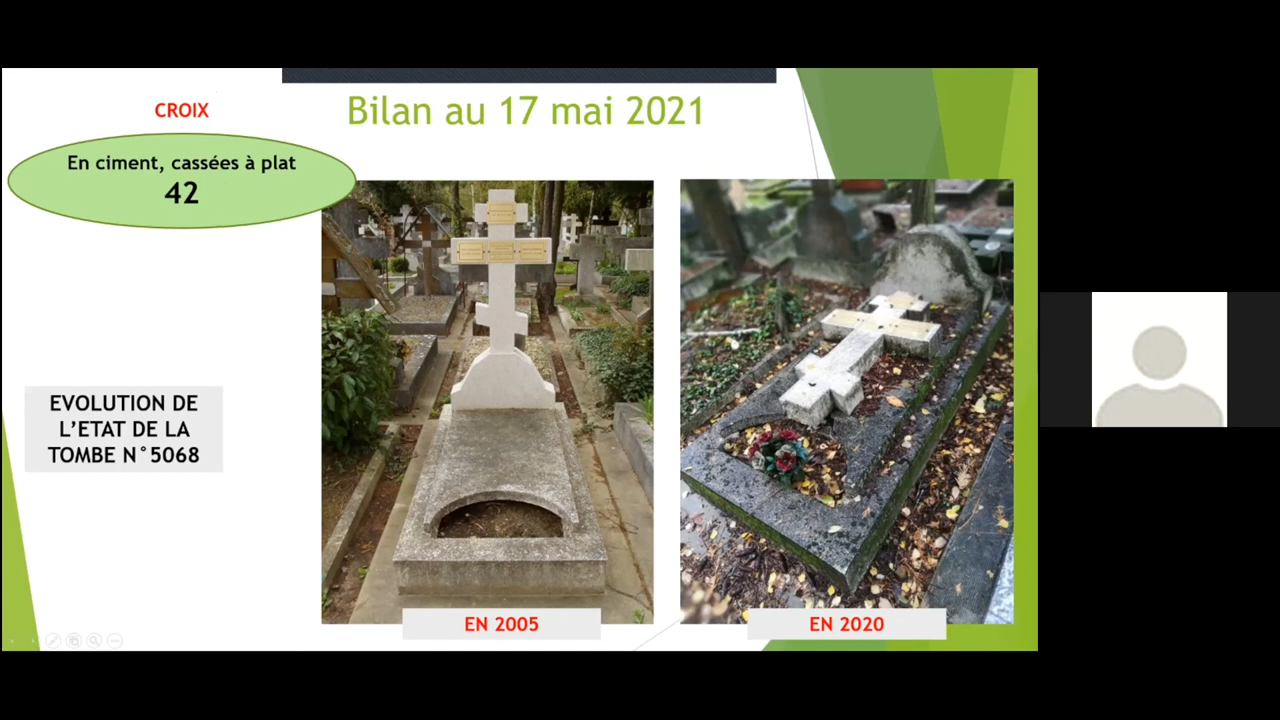 CROIX
Bilan au 17 mai 2021
En ciment, cassées à plat
42
EVOLUTION DE
L'ETAT DE LA
TOMBE N°5068
EN 2005
EN 2020